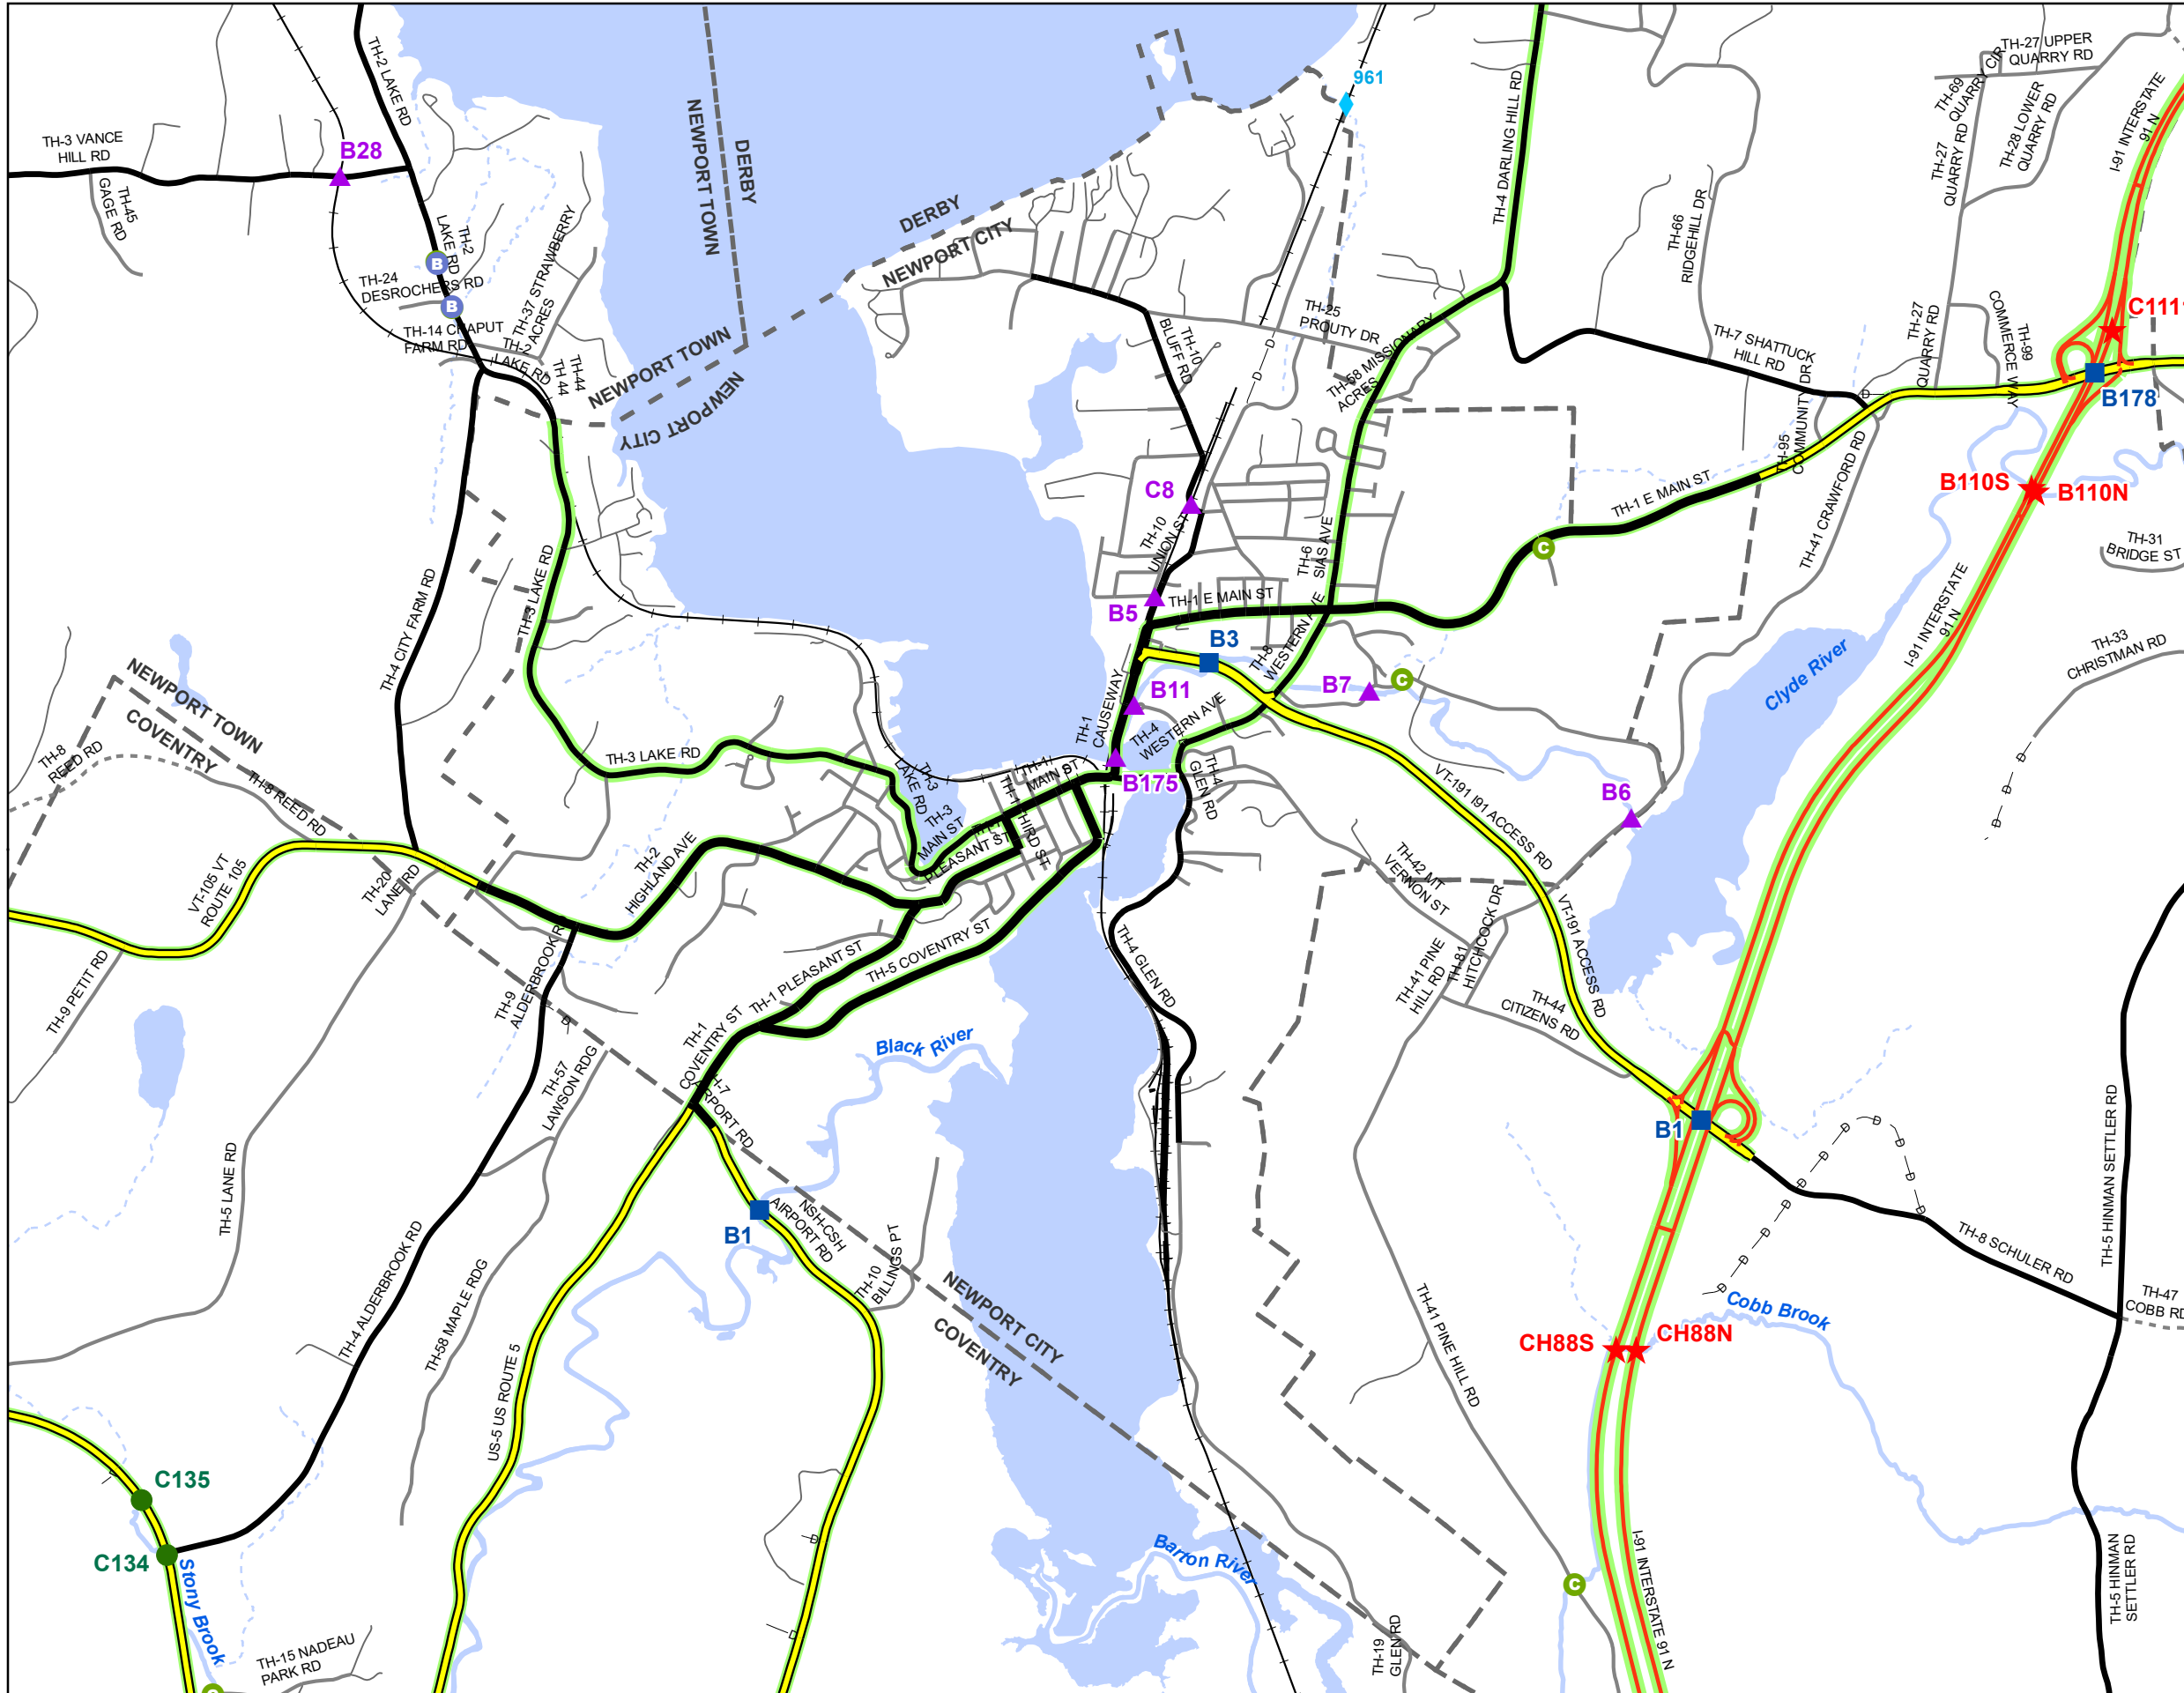 961
TH-27 UPPER
QUARRY RD
TH-69
QUARRY CIR
TH-28 LOWER
QUARRY RD
TH-27
QUARRY RD
I-91 INTERSTATE
91 N
TH-2 LAKE RD
TH-3 VANCE
HILL RD
B28
TH-45
GAGE RD
NEWPORT TOWN
DERBY
DERBY
NEWPORT CITY
TH-4 DARLING HILL RD
TH-66
RIDGEHILL DR
TH-2
LAKE RD
B
TH-24
DESROCHERS RD
B
TH-37 STRAWBERRY
ACRES
TH-14 CHAPUT
FARM RD
TH-2
LAKE RD
TH-44
TH 44
NEWPORT TOWN
NEWPORT
CITY
TH-10
BLUFF RD
TH-25
PROUTY DR
TH-68 MISSIONARY
ACRES
D
TH-7 SHATTUCK
HILL RD
TH-27
QUARRY RD
TH-99
COMMERCE WAY
C111
B178
D
TH-95
COMMUNITY DR
TH-41 CRAWFORD RD
TH-1 E MAIN ST
B110S
B110N
TH-31
BRIDGE ST
C8
TH-10
UNION ST
TH-6
SIAS AVE
C
B5
TH-1 E MAIN ST
B3
TH-8
WESTERN AVE
B7
C
B11
TH-1
CAUSEWAY
TH-4
WESTERN AVE
B175
TH-4
GLEN RD
I-91 INTERSTATE
91 N
Clyde River
TH-33
CHRISTMAN RD
D
D
D
D
TH-3 LAKE RD
TH-4 CITY FARM RD
NEWPORT TOWN
COVENTRY
TH-8
REED RD
TH-8 REED RD
TH-3 LAKE RD
TH-3
LAKE RD
TH-1
MAIN ST
TH-1
THIRD ST
TH-3
MAIN ST
PLEASANT ST
B6
VT-191 I91 ACCESS RD
TH-42 MT
VERNON ST
VT-105 VT
ROUTE 105
TH-20
LANE RD
TH-2
HIGHLAND AVE
TH-9 PETIT RD
TH-9
ALDERBROOK RD
D
TH-1 PLEASANT ST
TH-5 COVENTRY ST
TH-1
COVENTRY ST
TH-7
AIRPORT RD
Black River
TH-4 GLEN RD
TH-41 PINE
HILL RD
TH-81
HITCHCOCK DR
VT-191 ACCESS RD
TH-44
CITIZENS RD
TH-57
LAWSON RDG
B1
D
D
D
D
D
D
D
D
D
D
TH-5 HINMAN SETTLER RD
TH-8 SCHULER RD
TH-47
COBB RD
TH-5 LANE RD
TH-4 ALDERBROOK RD
TH-58 MAPLE RDG
US-5 US ROUTE 5
B1
NSH-CSH
AIRPORT RD
TH-10
BILLINGS PT
NEWPORT CITY
COVENTRY
TH-41 PINE HILL RD
Cobb Brook
CH88S
CH88N
C135
C134
Stony Brook
TH-15 NADEAU
PARK RD
C
D
D
D
Barton River
TH-19
GLEN RD
C
I-91 INTERSTATE 91 N
TH-5 HINMAN
SETTLER RD